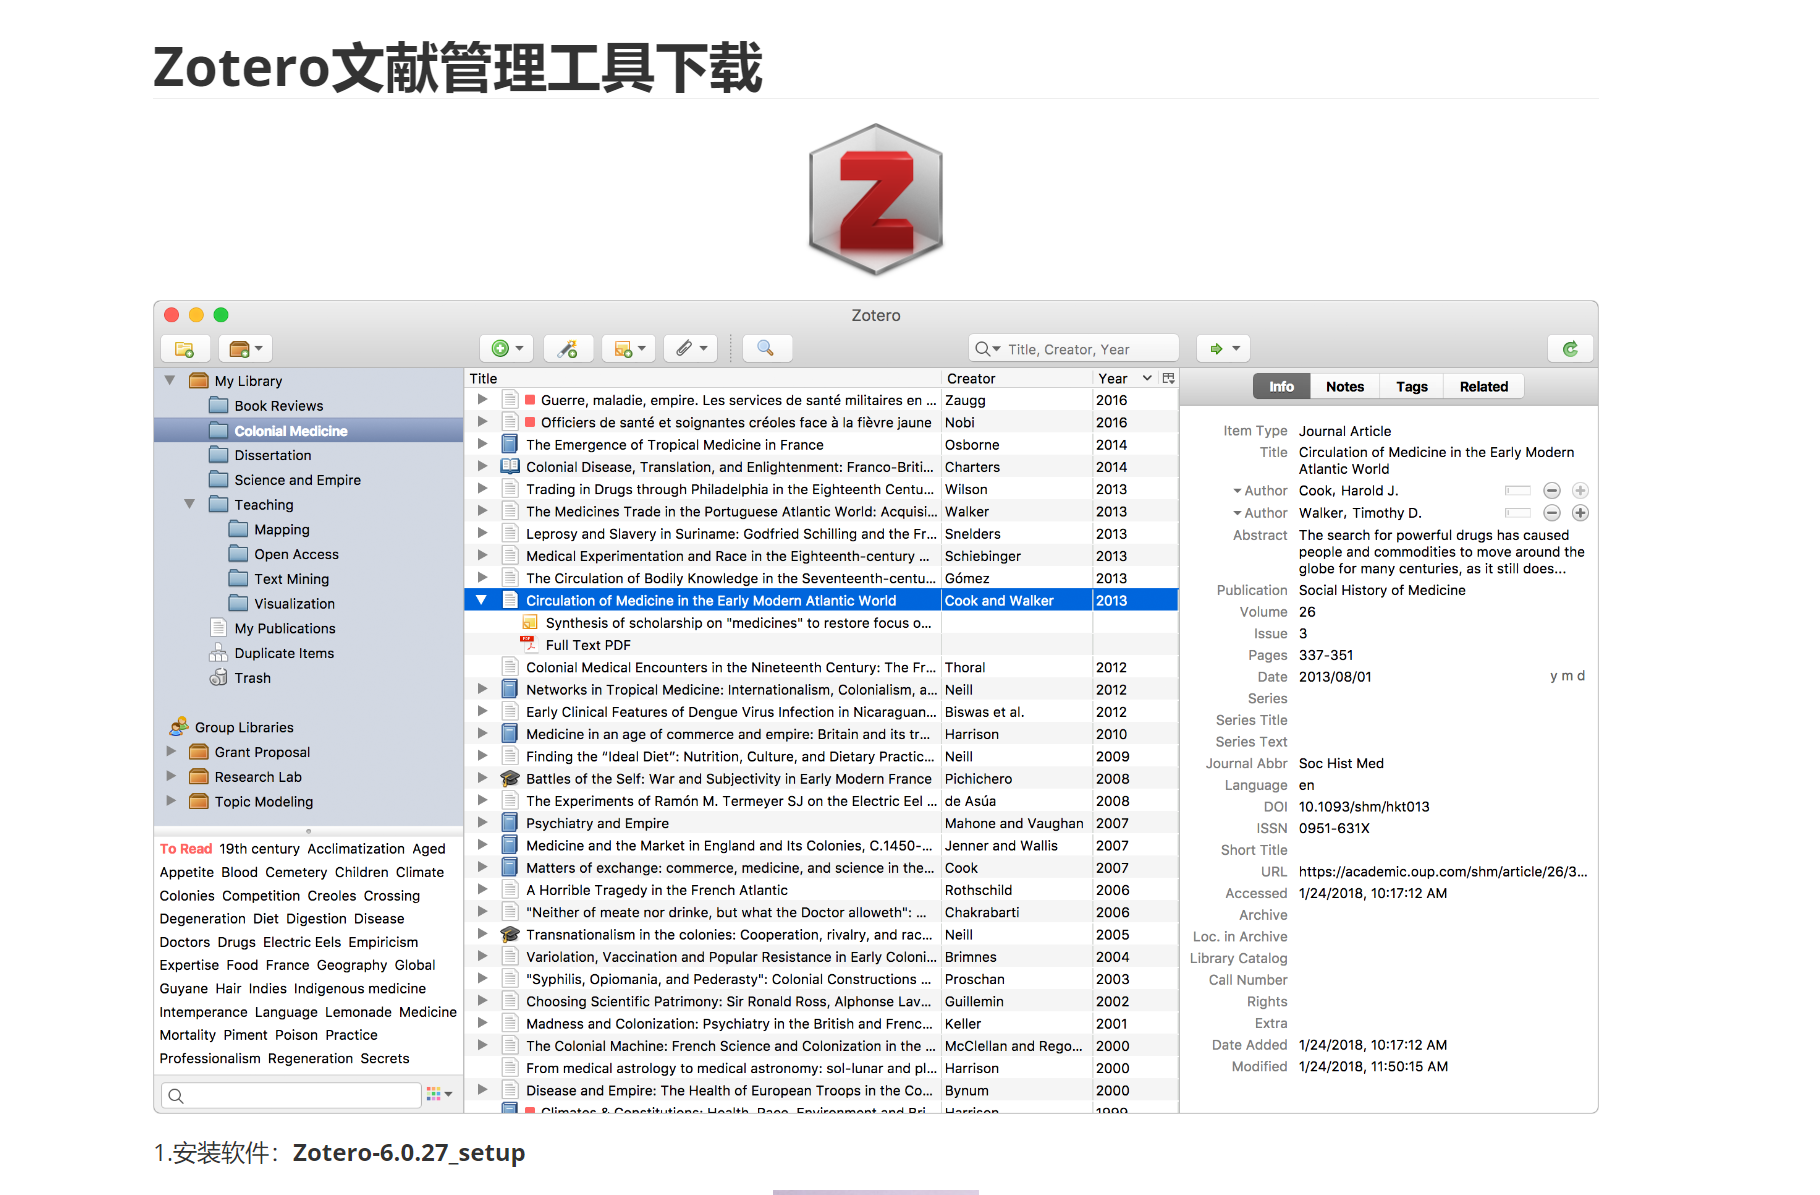 Zotero文献管理工具下载
Z
Zotero
Title, Creator, Year
My Library
Book Reviews
Colonial Medicine
Dissertation
Science and Empire
Teaching
Mapping
Open Access
Text Mining
Visualization
My Publications
Duplicate Items
Trash
Group Libraries
Grant Proposal
Research Lab
Topic Modeling
To Read 19th century Acclimatization Aged
Appetite Blood Cemetery Children Climate
Colonies Competition Creoles Crossing
Degeneration Diet Digestion Disease
Doctors Drugs Electric Eels Empiricism
Expertise Food France Geography Global
Guyane Hair Indies Indigenous medicine
Intemperance Language Lemonade Medicine
Mortality Piment Poison Practice
Professionalism Regeneration Secrets
Title Creator Year
Guerre, maladie, empire. Les services de santé militaires en ... Zaugg 2016
Officiers de santé et soignantes créoles face à la fièvre jaune Nobi 2016
The Emergence of Tropical Medicine in France Osborne 2014
Colonial Disease, Translation, and Enlightenment: Franco-Briti... Charters 2014
Trading in Drugs through Philadelphia in the Eighteenth Centu... Wilson 2013
The Medicines Trade in the Portuguese Atlantic World: Acquisi... Walker 2013
Leprosy and Slavery in Suriname: Godfried Schilling and the Fr... Snelders 2013
Medical Experimentation and Race in the Eighteenth-century ... Schiebinger 2013
The Circulation of Bodily Knowledge in the Seventeenth-centu... Gómez 2013
Circulation of Medicine in the Early Modern Atlantic World Cook and Walker 2013
Synthesis of scholarship on "medicines" to restore focus o...
Full Text PDF
Colonial Medical Encounters in the Nineteenth Century: The Fr... Thoral 2012
Networks in Tropical Medicine: Internationalism, Colonialism, a... Neill 2012
Early Clinical Features of Dengue Virus Infection in Nicaraguan... Biswas et al. 2012
Medicine in an age of commerce and empire: Britain and its tr... Harrison 2010
Finding the “Ideal Diet”: Nutrition, Culture, and Dietary Practic... Neill 2009
Battles of the Self: War and Subjectivity in Early Modern France Pichichero 2008
The Experiments of Ramón M. Termeyer SJ on the Electric Eel ... de Asúa 2008
Psychiatry and Empire Mahone and Vaughan 2007
Medicine and the Market in England and Its Colonies, C.1450-... Jenner and Wallis 2007
Matters of exchange: commerce, medicine, and science in the... Cook 2007
A Horrible Tragedy in the French Atlantic Rothschild 2006
"Neither of meate nor drinke, but what the Doctor alloweth": ... Chakrabarti 2006
Transnationalism in the colonies: Cooperation, rivalry, and rac... Neill 2005
Variolation, Vaccination and Popular Resistance in Early Coloni... Brimnes 2004
"Syphilis, Opiomania, and Pederasty": Colonial Constructions ... Proschan 2003
Choosing Scientific Patrimony: Sir Ronald Ross, Alphonse Lav... Guillemin 2002
Madness and Colonization: Psychiatry in the British and Frenc... Keller 2001
The Colonial Machine: French Science and Colonization in the ... McClellan and Rego... 2000
From medical astrology to medical astronomy: sol-lunar and pl... Harrison 2000
Disease and Empire: The Health of European Troops in the Co... Bynum 2000
Climates & Constitutions: Health, Race, Environment and Bri... Harrison 1999
Info Notes Tags Related
Item Type Journal Article
Title Circulation of Medicine in the Early Modern
Atlantic World
Author Cook, Harold J.
Author Walker, Timothy D.
Abstract The search for powerful drugs has caused
people and commodities to move around the
globe for many centuries, as it still does...
Publication Social History of Medicine
Volume 26
Issue 3
Pages 337-351
Date 2013/08/01 y m d
Series
Series Title
Series Text
Journal Abbr Soc Hist Med
Language en
DOI 10.1093/shm/hkt013
ISSN 0951-631X
Short Title
URL https://academic.oup.com/shm/article/26/3...
Accessed 1/24/2018, 10:17:12 AM
Archive
Loc. in Archive
Library Catalog
Call Number
Rights
Extra
Date Added 1/24/2018, 10:17:12 AM
Modified 1/24/2018, 11:50:15 AM
1.安装软件：Zotero-6.0.27_setup